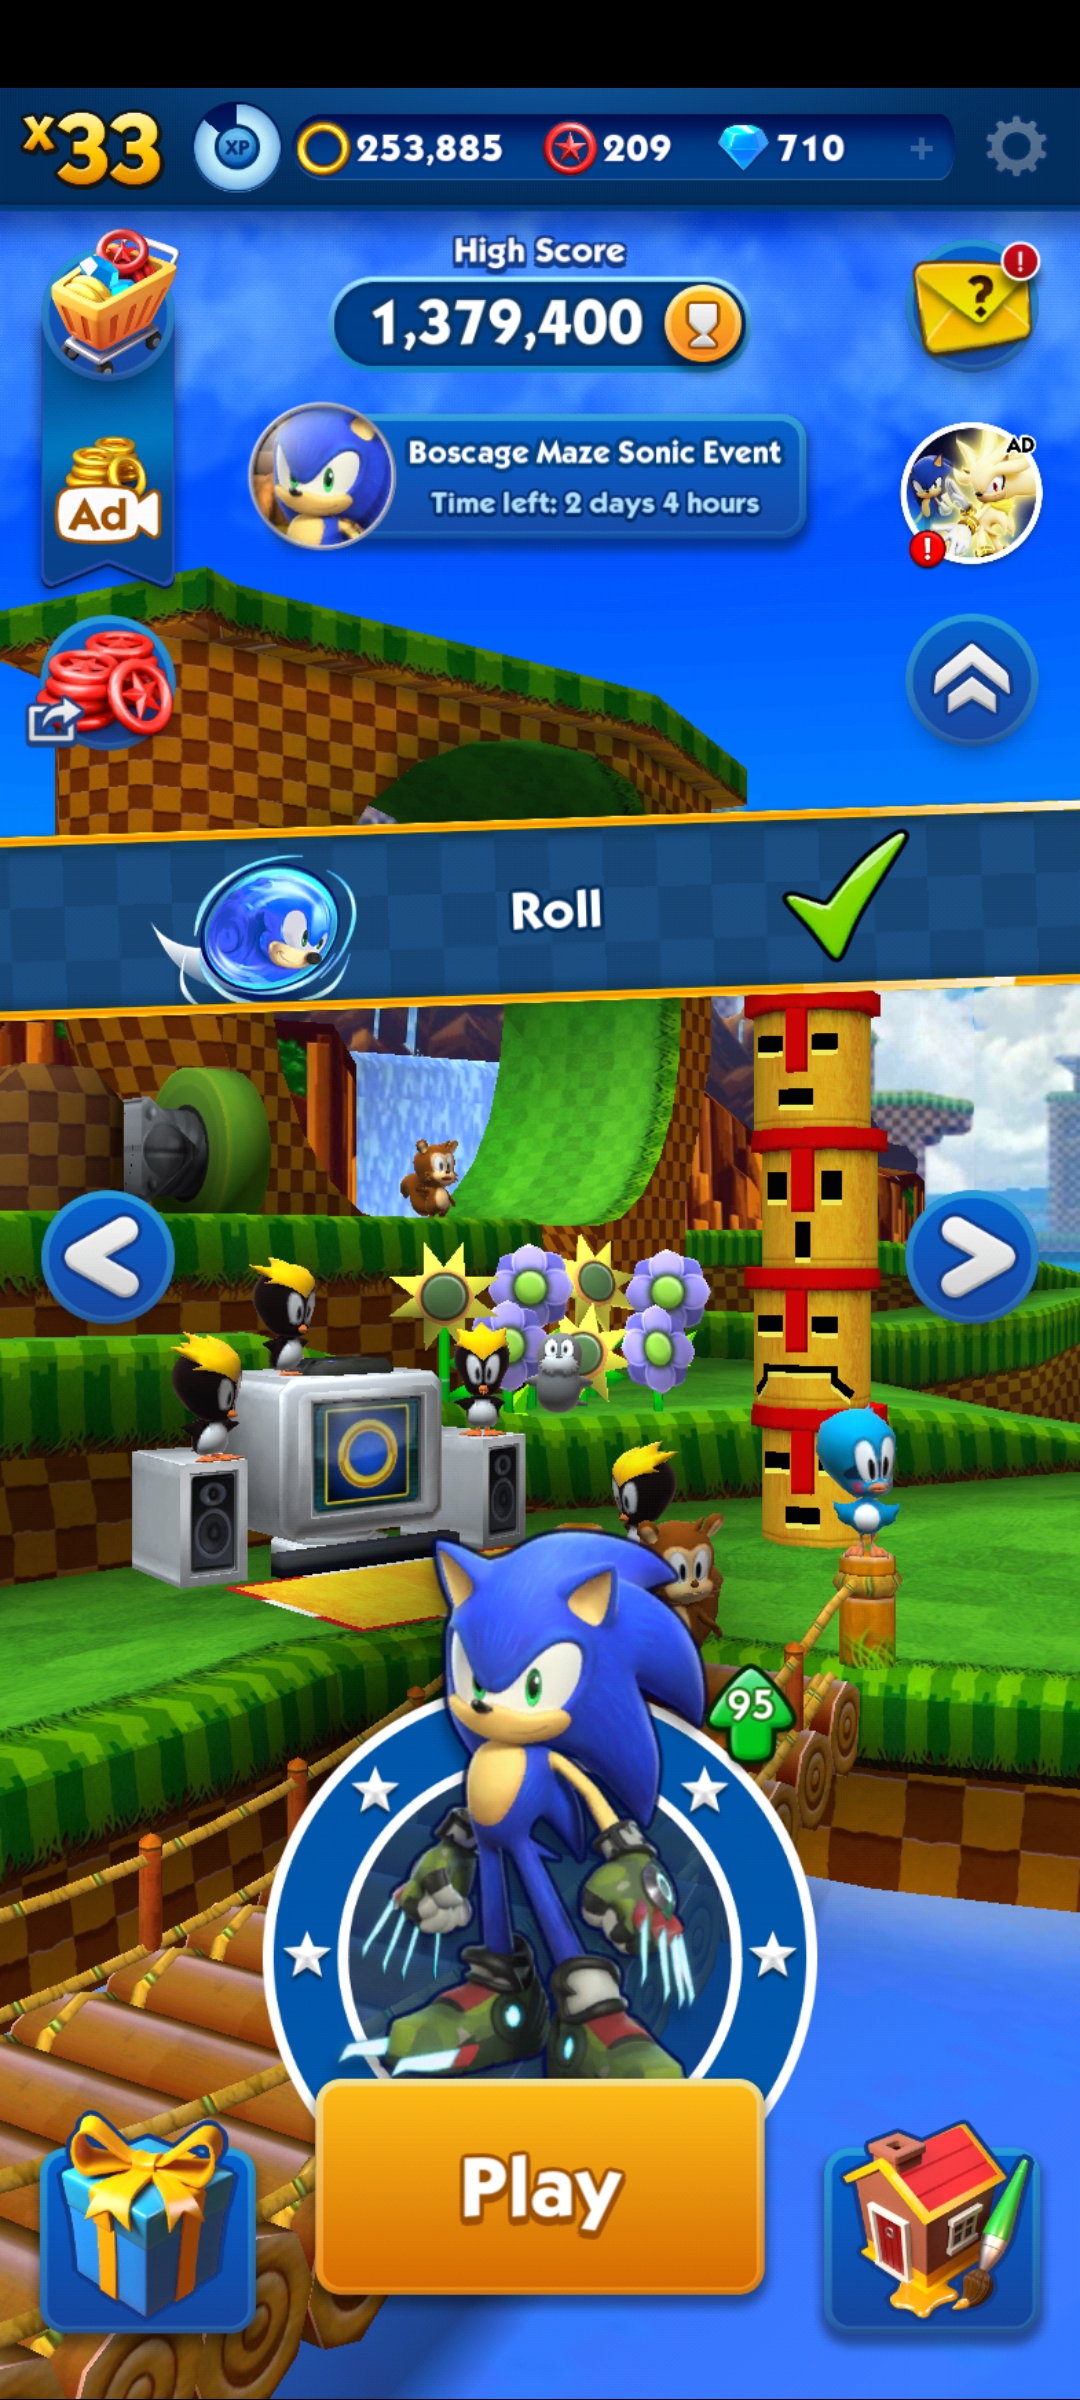 x33
XP
253,885
209
710
+
High Score
1,379,400
?
!
Boscage Maze Sonic Event
Time left: 2 days 4 hours
AD
!
Ad
Roll
95
Play